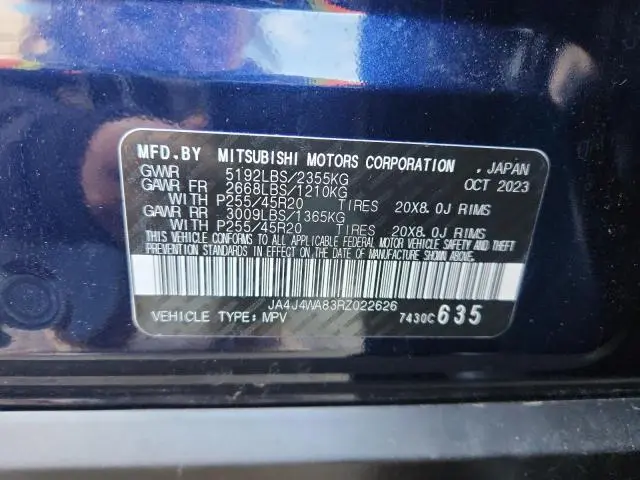 MFD.BY MITSUBISHI MOTORS CORPORATION , JAPAN
GVWR 5192LBS/2355KG OCT 2023
GAWR FR 2668LBS/1210KG
WITH P255/45R20 TIRES 20X8.0J RIMS
GAWR RR 3009LBS/1365KG
WITH P255/45R20 TIRES 20X8.0J RIMS
THIS VEHICLE CONFORMS TO ALL APPLICABLE FEDERAL MOTOR VEHICLE SAFETY AND THEFT
PREVENTION STANDARDS IN EFFECT ON THE DATE OF MANUFACTURE SHOWN ABOVE.
JA4J4WA83RZ022626
VEHICLE TYPE: MPV 7430C 635